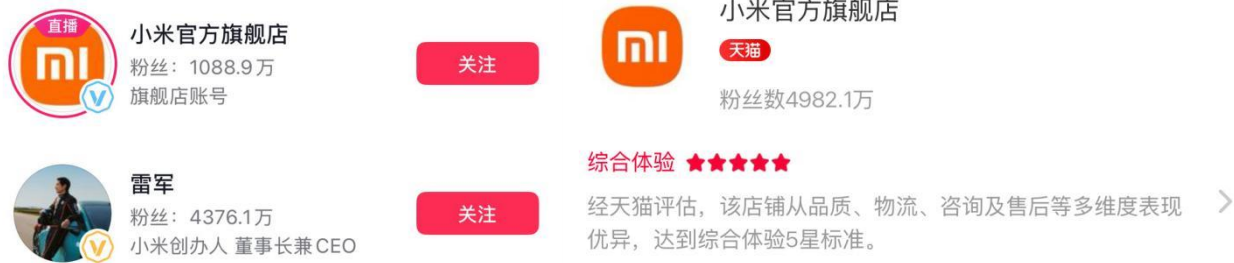 直播
小米官方旗舰店
粉丝：1088.9万
旗舰店账号
关注
雷军
粉丝：4376.1万
小米创办人 董事长兼CEO
关注
小米官方旗舰店
天猫
粉丝数4982.1万
综合体验
经天猫评估，该店铺从品质、物流、咨询及售后等多维度表现
优异，达到综合体验5星标准。